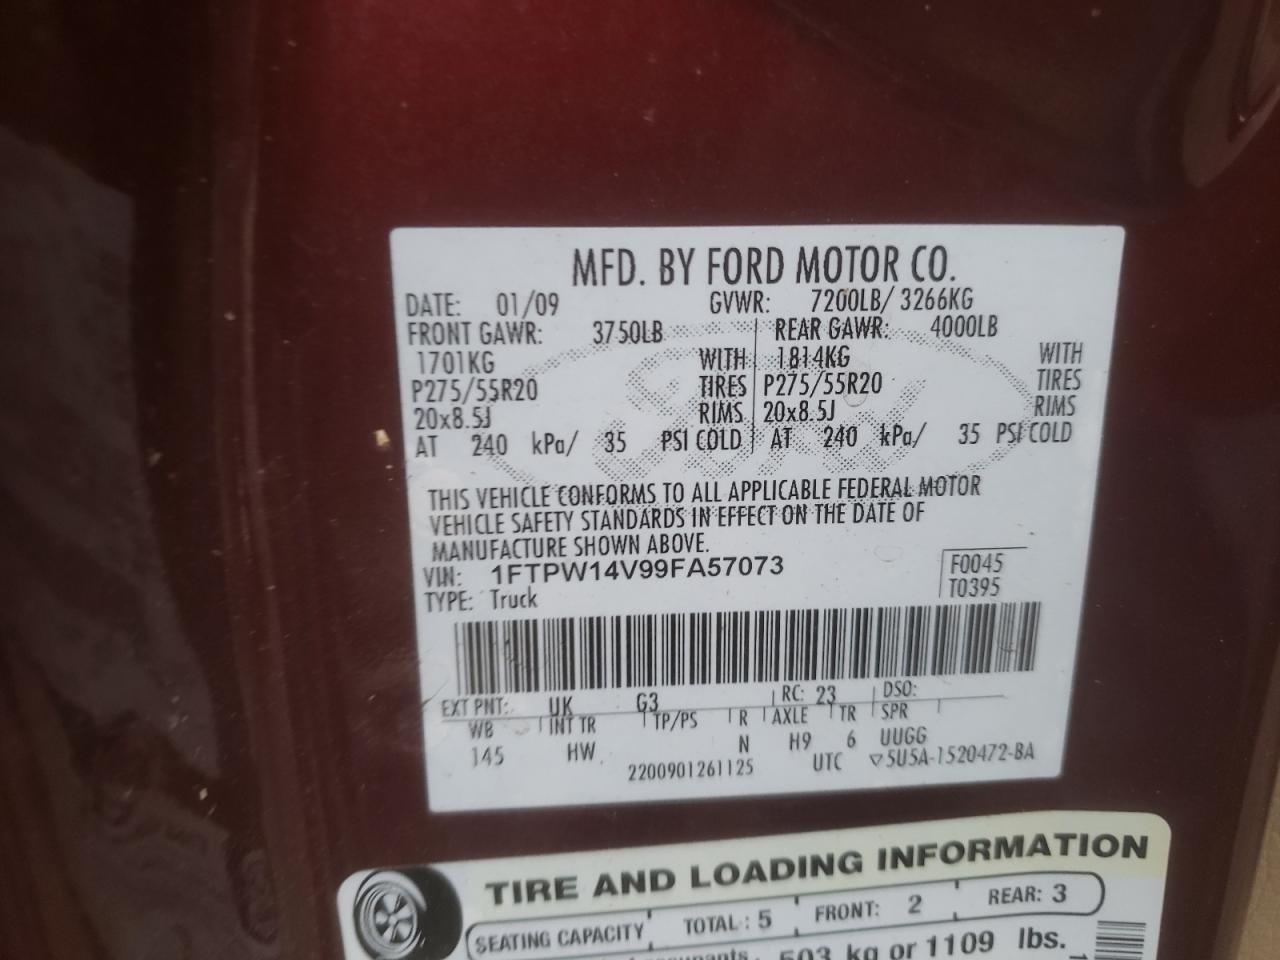 MFD. BY FORD MOTOR CO.
DATE: 01/09 GVWR: 7200LB/ 3266KG
FRONT GAWR: 3750LB REAR GAWR: 4000LB
1701KG WITH 1814KG WITH
P275/55R20 TIRES P275/55R20 TIRES
20x8.5J RIMS 20x8.5J RIMS
AT 240 kPa/ 35 PSI COLD AT 240 kPa/ 35 PSI COLD
THIS VEHICLE CONFORMS TO ALL APPLICABLE FEDERAL MOTOR
VEHICLE SAFETY STANDARDS IN EFFECT ON THE DATE OF
MANUFACTURE SHOWN ABOVE.
VIN: 1FTPW14V99FA57073 F0045
TYPE: Truck T0395
EXT PNT: UK G3 RC: 23 DSO:
WB INT TR TP/PS R AXLE TR SPR
145 HW N H9 6 UUGG
2200901261125 UTC ▽5U5A-1520472-BA
TIRE AND LOADING INFORMATION
SEATING CAPACITY TOTAL: 5 FRONT: 2 REAR: 3
503 kg or 1109 lbs.